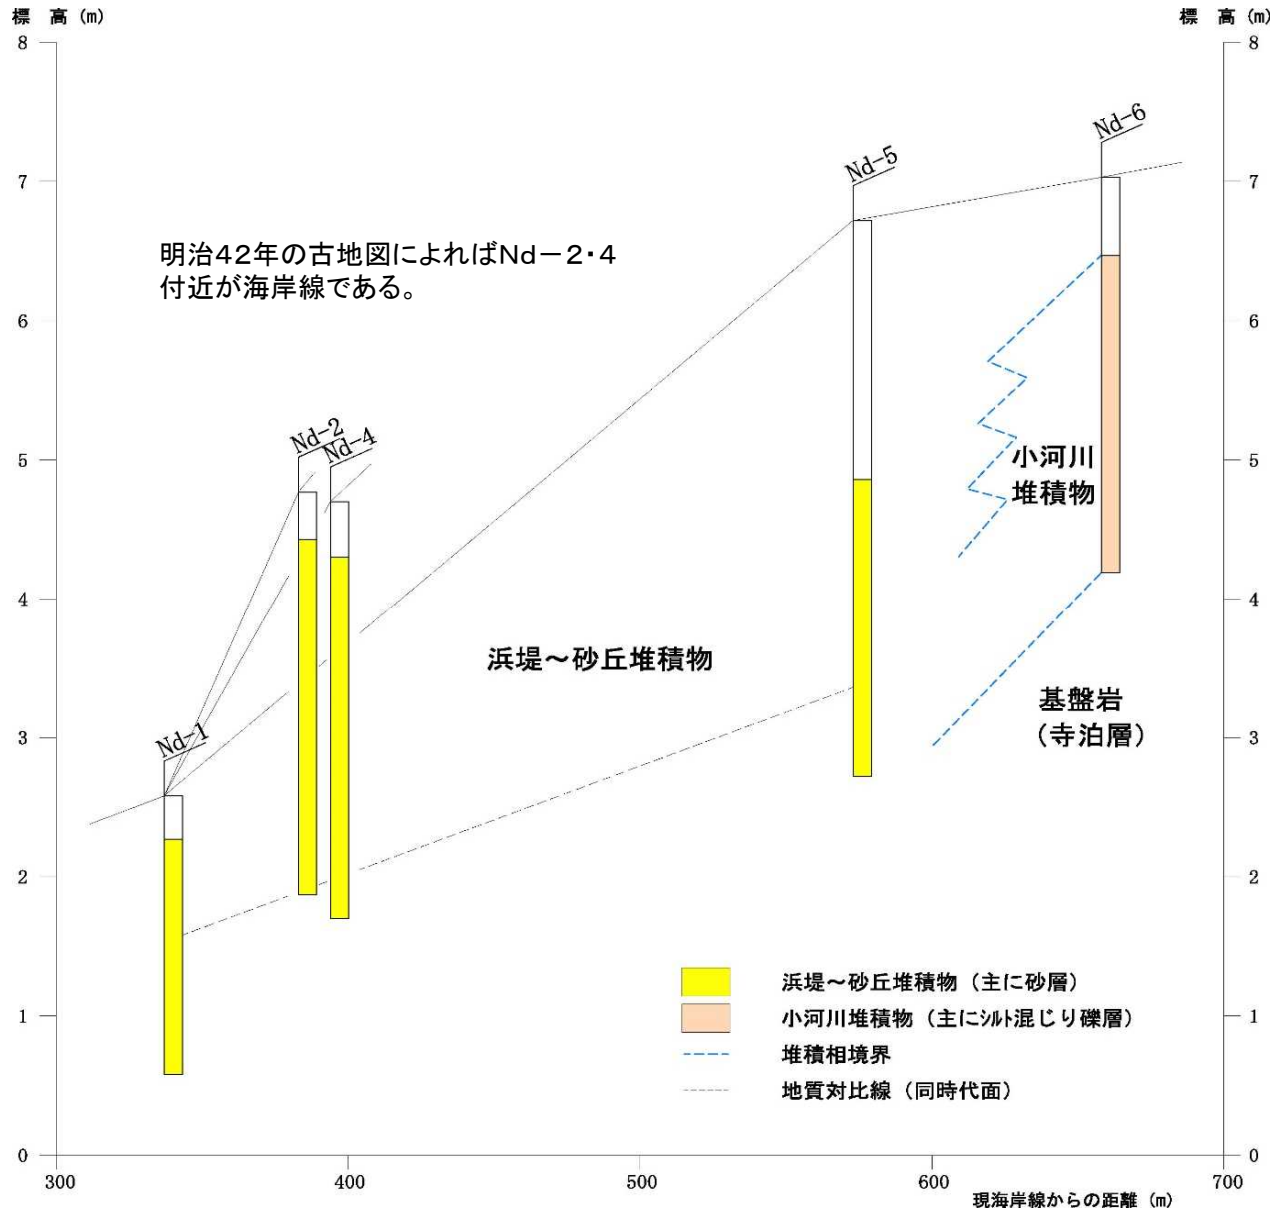 標 高 (m)
標 高 (m)
8
7
6
5
4
3
2
1
0
8
7
6
5
4
3
2
1
0
明治42年の古地図によればNd－2・4
付近が海岸線である。
Nd-1
Nd-2
Nd-4
Nd-5
Nd-6
浜堤～砂丘堆積物
小河川
堆積物
基盤岩
（寺泊層）
浜堤～砂丘堆積物（主に砂層）
小河川堆積物（主にｼﾙﾄ混じり礫層）
堆積相境界
地質対比線（同時代面）
300
400
500
600
700
現海岸線からの距離 (m)